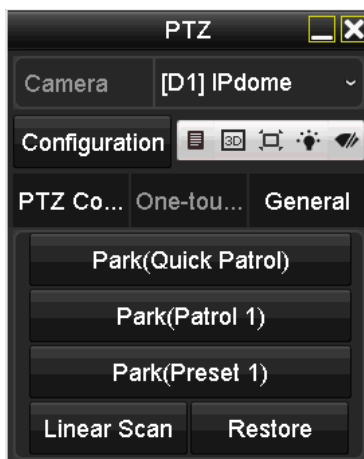 PTZ
Camera [D1] IPdome
Configuration 3D
PTZ Co... One-tou... General
Park(Quick Patrol)
Park(Patrol 1)
Park(Preset 1)
Linear Scan Restore